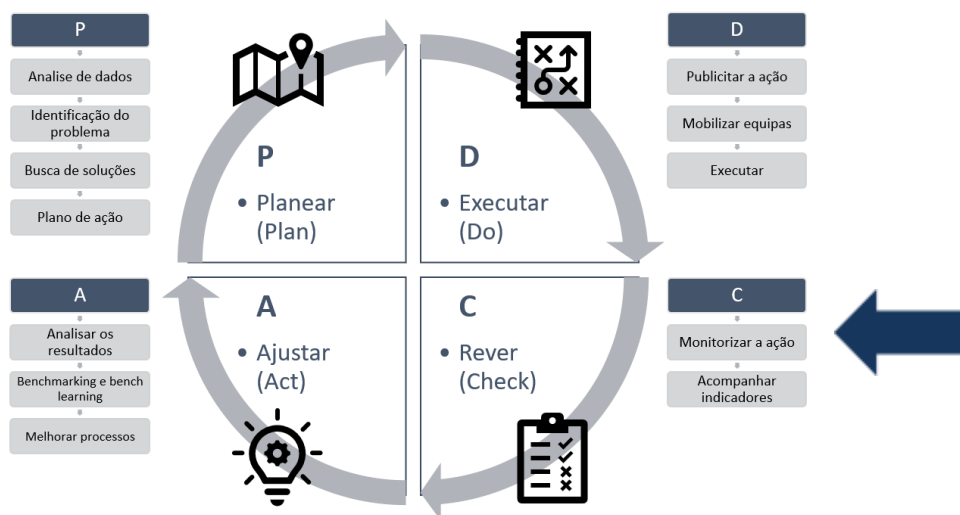 P
Analise de dados
Identificação do
problema
Busca de soluções
Plano de ação
P
• Planear
(Plan)
D
• Executar
(Do)
D
Publicitar a ação
Mobilizar equipas
Executar
A
Analisar os
resultados
Benchmarking e bench
learning
Melhorar processos
A
• Ajustar
(Act)
C
• Rever
(Check)
C
Monitorizar a ação
Acompanhar
indicadores